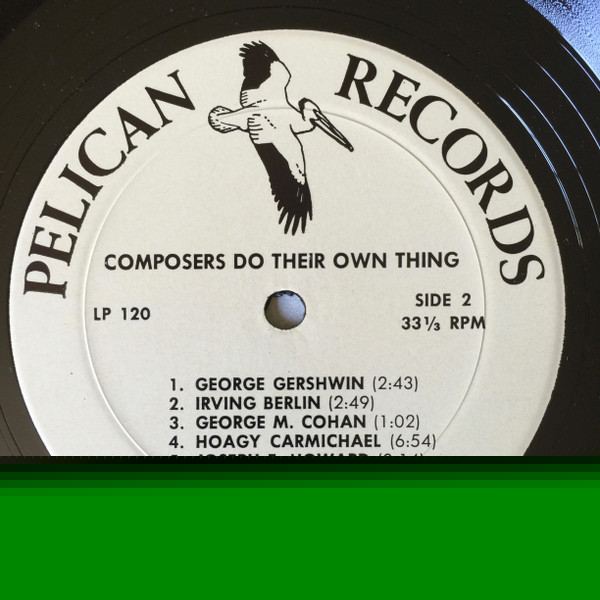 PELICAN RECORDS
COMPOSERS DO THEIR OWN THING
LP 120
SIDE 2
33⅓ RPM
1. GEORGE GERSHWIN (2:43)
2. IRVING BERLIN (2:49)
3. GEORGE M. COHAN (1:02)
4. HOAGY CARMICHAEL (6:54)